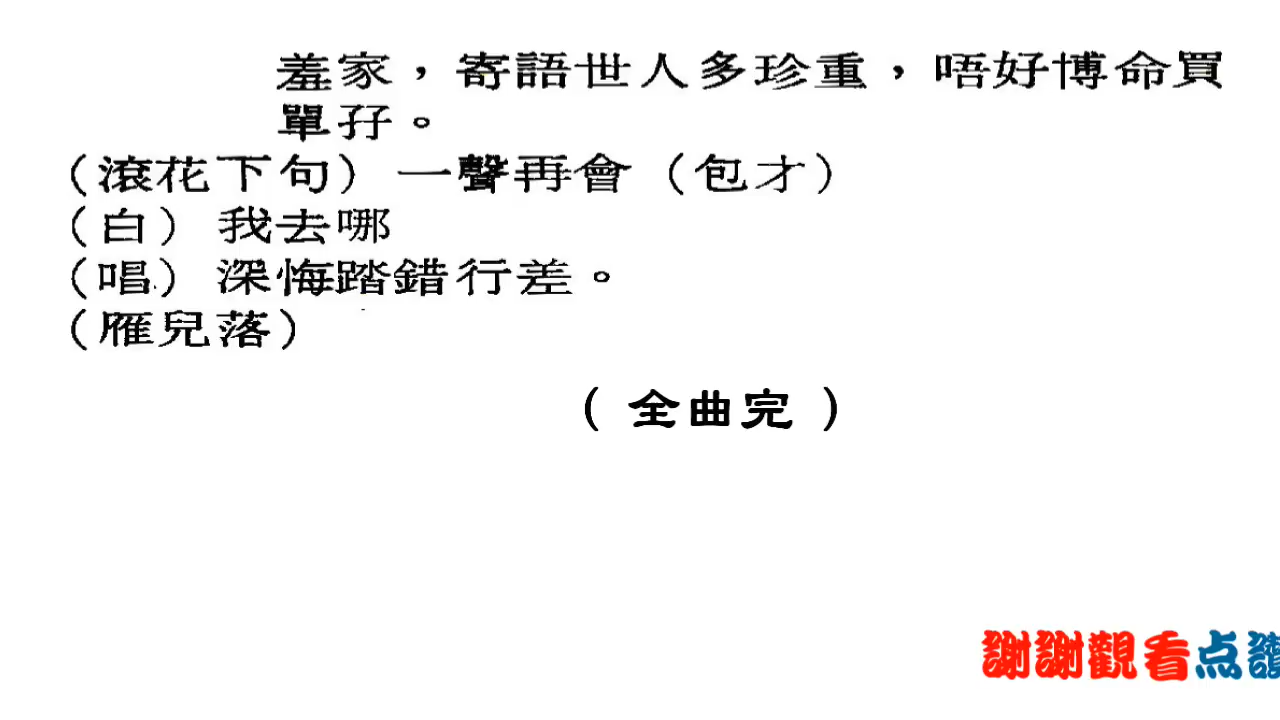 羞家，寄語世人多珍重，唔好博命買
單孖。
（滾花下句）一聲再會（包才）
（白）我去哪
（唱）深悔踏錯行差。
（雁兒落）
（全曲完）
謝謝觀看点